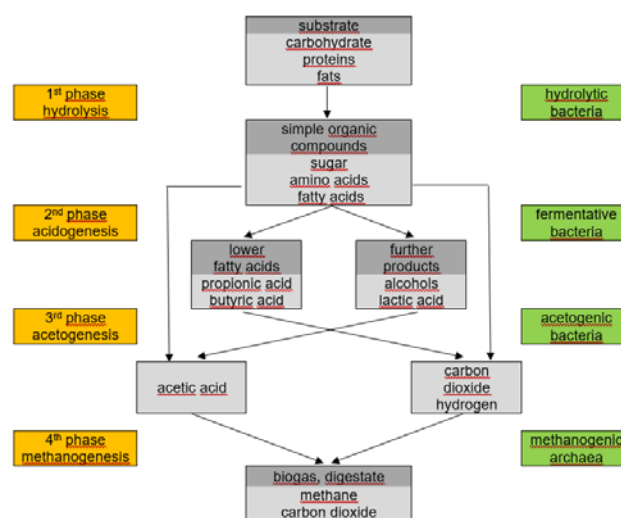 substrate
carbohydrate
proteins
fats
1st phase
hydrolysis
hydrolytic
bacteria
simple organic
compounds
sugar
amino acids
fatty acids
2nd phase
acidogenesis
fermentative
bacteria
lower
fatty acids
propionic acid
butyric acid
further
products
alcohols
lactic acid
3rd phase
acetogenesis
acetogenic
bacteria
acetic acid
carbon
dioxide
hydrogen
4th phase
methanogenesis
methanogenic
archaea
biogas, digestate
methane
carbon dioxide